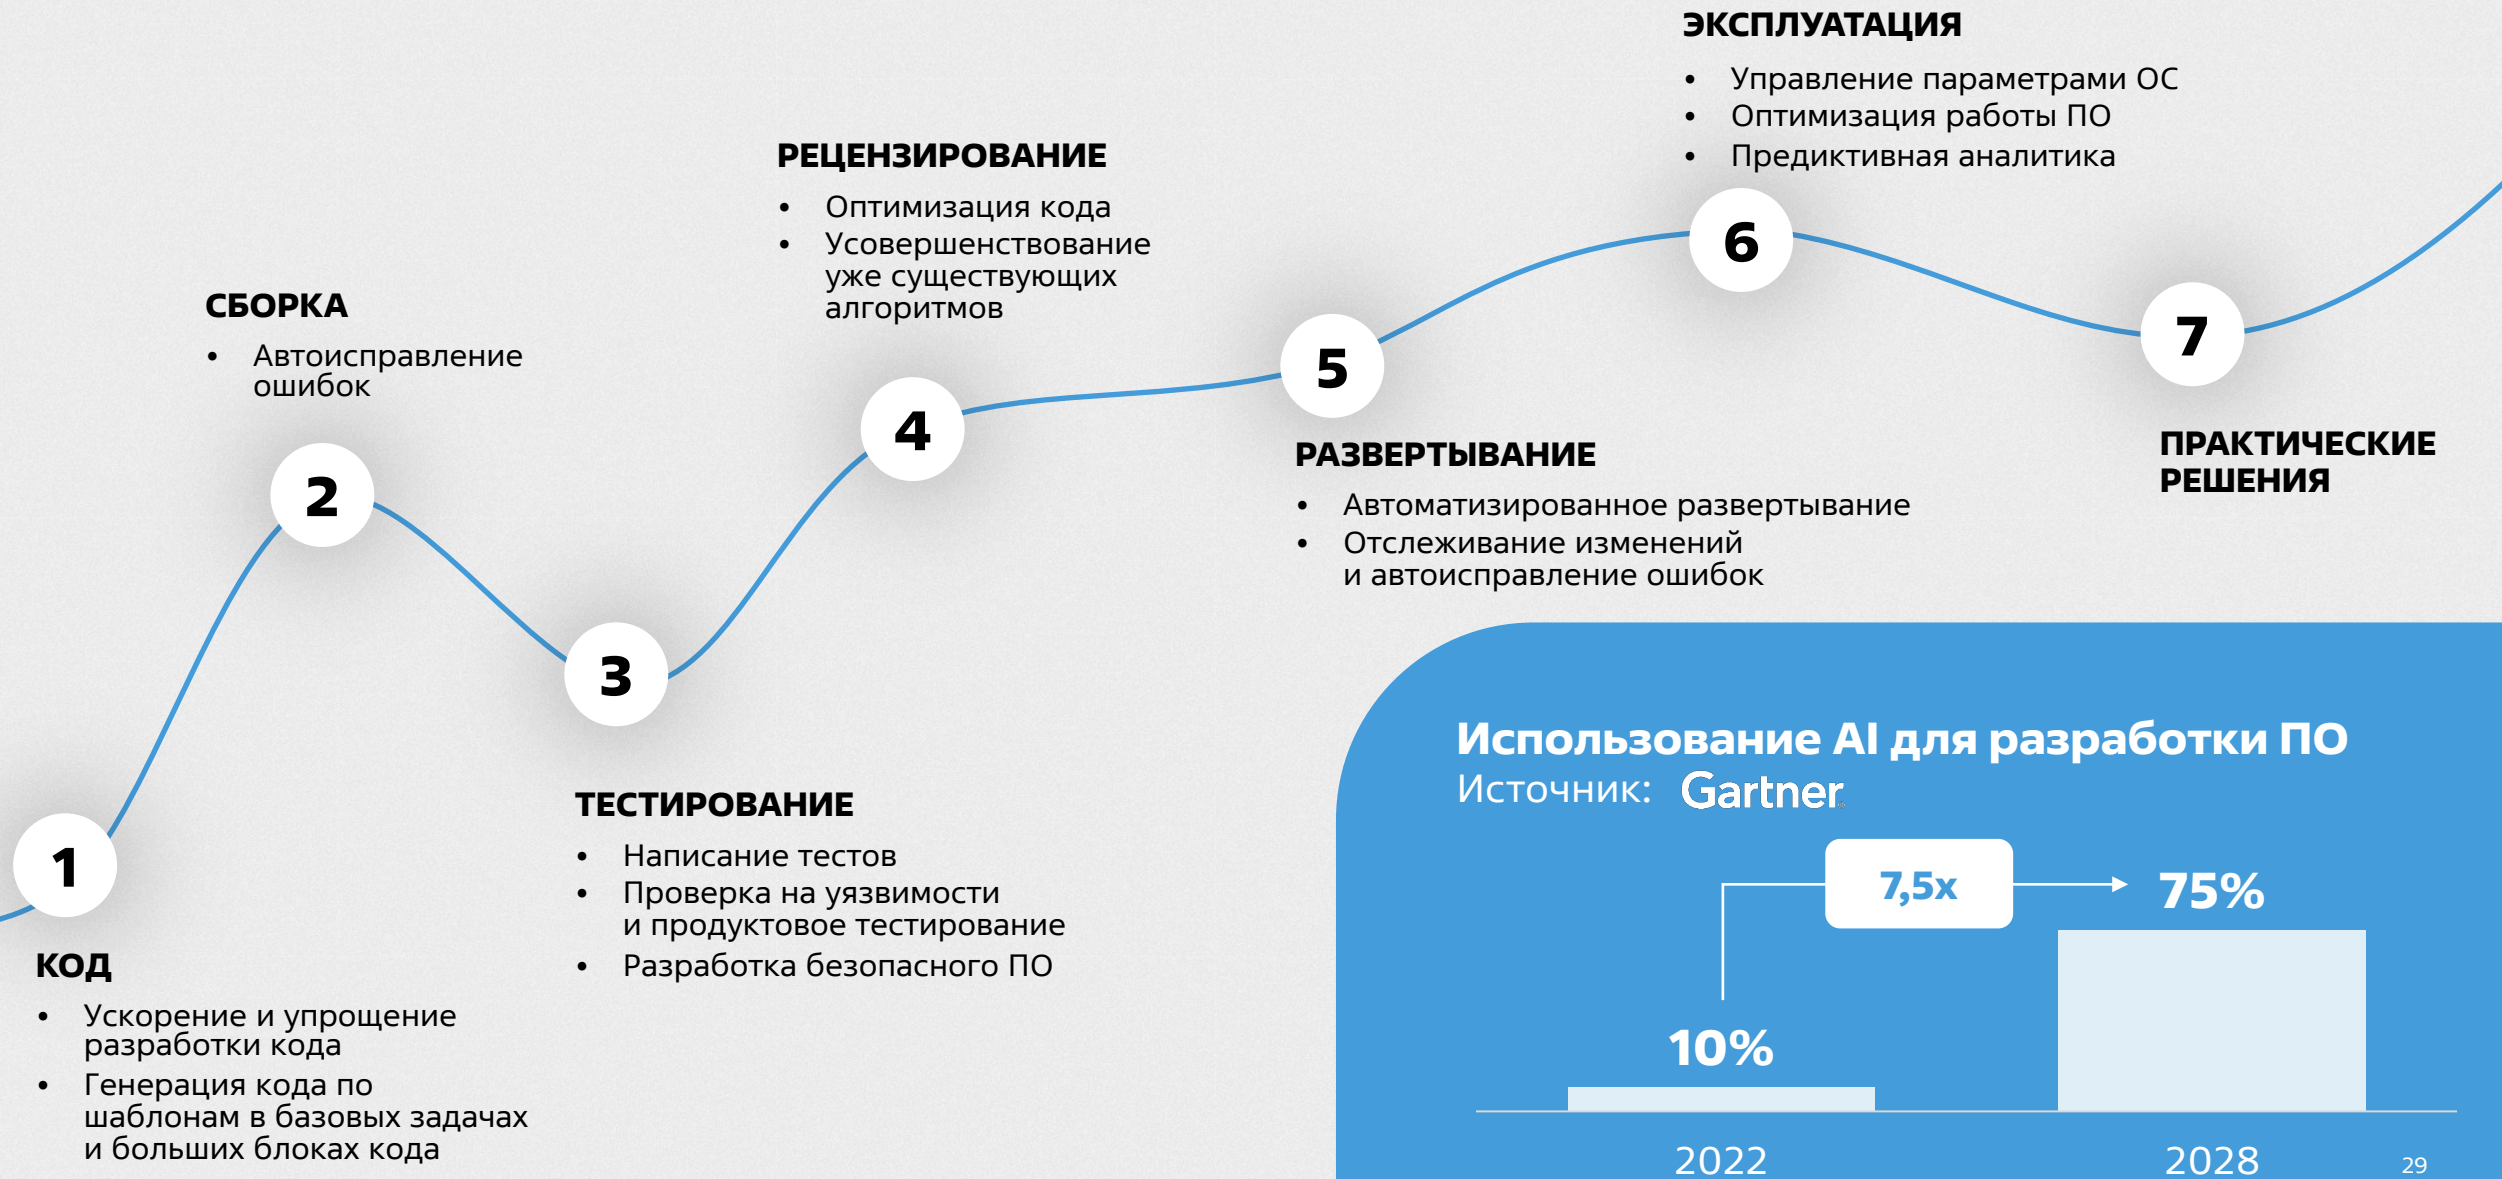 1
КОД
• Ускорение и упрощение
разработки кода
• Генерация кода по
шаблонам в базовых задачах
и больших блоках кода
СБОРКА
• Автоисправление
ошибок
2
3
ТЕСТИРОВАНИЕ
• Написание тестов
• Проверка на уязвимости
и продуктовое тестирование
• Разработка безопасного ПО
РЕЦЕНЗИРОВАНИЕ
• Оптимизация кода
• Усовершенствование
уже существующих
алгоритмов
4
5
РАЗВЕРТЫВАНИЕ
• Автоматизированное развертывание
• Отслеживание изменений
и автоисправление ошибок
ЭКСПЛУАТАЦИЯ
• Управление параметрами ОС
• Оптимизация работы ПО
• Предиктивная аналитика
6
7
ПРАКТИЧЕСКИЕ
РЕШЕНИЯ
Использование AI для разработки ПО
Источник: Gartner
7,5x
75%
10%
2022
2028
29